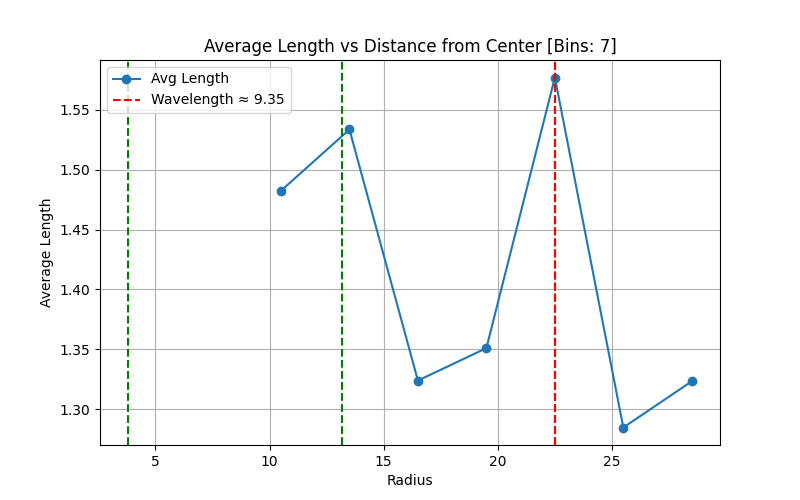 Average Length vs Distance from Center [Bins: 7]
Avg Length
Wavelength ≈ 9.35
Average Length
1.55
1.50
1.45
1.40
1.35
1.30
5
10
15
20
25
Radius